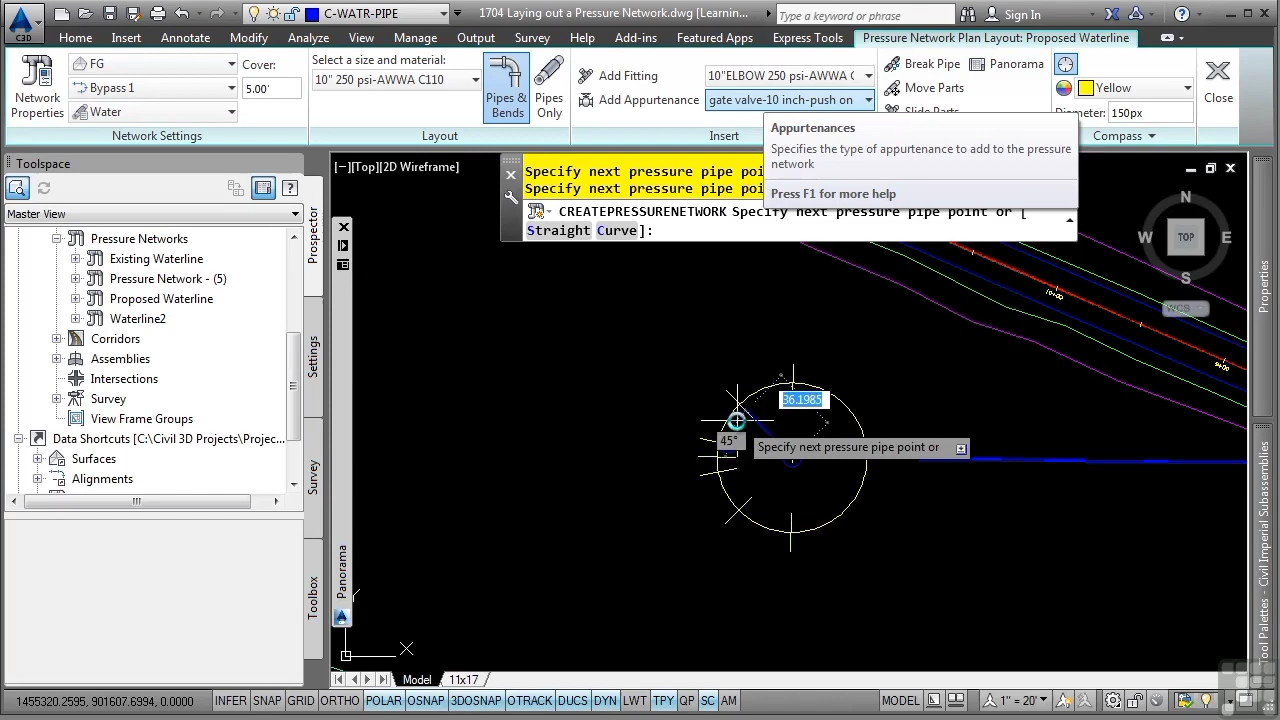 C-WATR-PIPE
1704 Laying out a Pressure Network.dwg [Learnin...
Type a keyword or phrase
Sign In
C3D
Home Insert Annotate Modify Analyze View Manage Output Survey Help Add-ins Featured Apps Express Tools Pressure Network Plan Layout: Proposed Waterline
FG
Cover:
Bypass 1
5.00'
Water
Network
Properties
Network Settings
Select a size and material:
10" 250 psi-AWWA C110
Pipes &
Bends
Pipes
Only
Layout
Add Fitting
10"ELBOW 250 psi-AWWA C
Add Appurtenance
gate valve-10 inch-push on
Insert
Break Pipe
Panorama
Move Parts
Slide Parts
Yellow
Diameter:
150px
Compass
Close
Appurtenances
Specifies the type of appurtenance to add to the pressure
network
Press F1 for more help
Toolspace
Master View
Pressure Networks
Existing Waterline
Pressure Network - (5)
Proposed Waterline
Waterline2
Corridors
Assemblies
Intersections
Survey
View Frame Groups
Data Shortcuts [C:\Civil 3D Projects\Projec...
Surfaces
Alignments
Prospector
Settings
Survey
Toolbox
Panorama
[−][Top][2D Wireframe]
Specify next pressure pipe poi
Specify next pressure pipe poi
CREATEPRESSURENETWORK Specify next pressure pipe point or [
Straight Curve]:
N
W
TOP
E
S
WCS
10+00
9+00
36.1985
45°
Specify next pressure pipe point or
Y
X
Properties
Tool Palettes - Civil Imperial Subassemblies
Model
11x17
1455320.2595, 901607.6994, 0.0000
INFER SNAP GRID ORTHO POLAR OSNAP 3DOSNAP OTRACK DUCS DYN LWT TPY QP SC AM
MODEL
1" = 20'